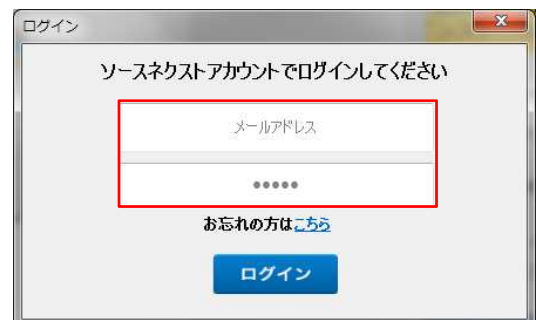 ログイン
ソースネクストアカウントでログインしてください
メールアドレス
●●●●●
お忘れの方はこちら
ログイン